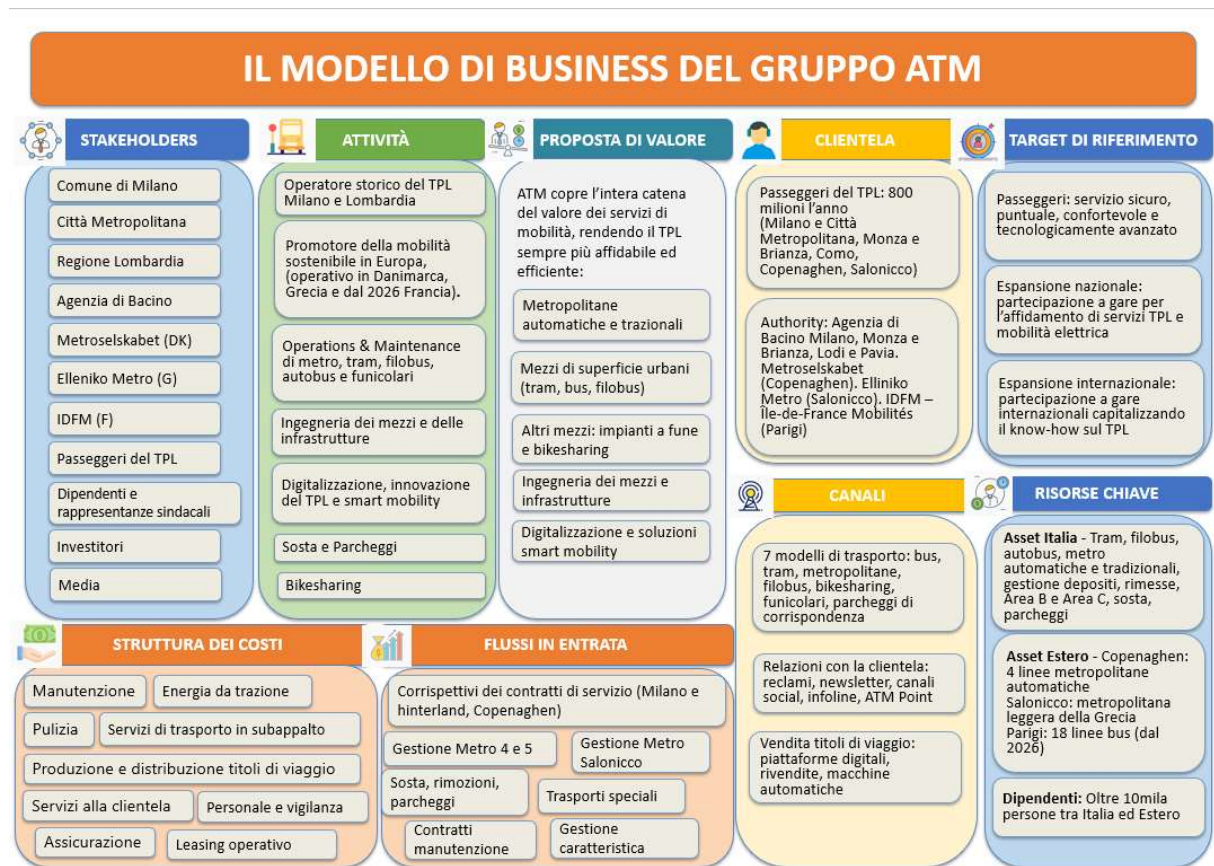 IL MODELLO DI BUSINESS DEL GRUPPO ATM
STAKEHOLDERS
Comune di Milano
Città Metropolitana
Regione Lombardia
Agenzia di Bacino
Metroselskabet (DK)
Elleniko Metro (G)
IDFM (F)
Passeggeri del TPL
Dipendenti e
rappresentanze sindacali
Investitori
Media
ATTIVITÀ
Operatore storico del TPL
Milano e Lombardia
Promotore della mobilità
sostenibile in Europa,
(operativo in Danimarca,
Grecia e dal 2026 Francia).
Operations & Maintenance
di metro, tram, filobus,
autobus e funicolari
Ingegneria dei mezzi e delle
infrastrutture
Digitalizzazione, innovazione
del TPL e smart mobility
Sosta e Parcheggi
Bikesharing
PROPOSTA DI VALORE
ATM copre l'intera catena
del valore dei servizi di
mobilità, rendendo il TPL
sempre più affidabile ed
efficiente:
Metropolitane
automatiche e trazionali
Mezzi di superficie urbani
(tram, bus, filobus)
Altri mezzi: impianti a fune
e bikesharing
Ingegneria dei mezzi e
infrastrutture
Digitalizzazione e soluzioni
smart mobility
CLIENTELA
Passeggeri del TPL: 800
milioni l'anno
(Milano e Città
Metropolitana, Monza e
Brianza, Como,
Copenaghen, Salonicco)
Authority: Agenzia di
Bacino Milano, Monza e
Brianza, Lodi e Pavia.
Metroselskabet
(Copenaghen). Elliniko
Metro (Salonicco). IDFM –
Île-de-France Mobilités
(Parigi)
TARGET DI RIFERIMENTO
Passeggeri: servizio sicuro,
puntuale, confortevole e
tecnologicamente avanzato
Espansione nazionale:
partecipazione a gare per
l'affidamento di servizi TPL e
mobilità elettrica
Espansione internazionale:
partecipazione a gare
internazionali capitalizzando
il know-how sul TPL
CANALI
7 modelli di trasporto: bus,
tram, metropolitane,
filobus, bikesharing,
funicolari, parcheggi di
corrispondenza
Relazioni con la clientela:
reclami, newsletter, canali
social, infoline, ATM Point
Vendita titoli di viaggio:
piattaforme digitali,
rivendite, macchine
automatiche
RISORSE CHIAVE
Asset Italia - Tram, filobus,
autobus, metro
automatiche e tradizionali,
gestione depositi, rimesse,
Area B e Area C, sosta,
parcheggi
Asset Estero - Copenaghen:
4 linee metropolitane
automatiche
Salonicco: metropolitana
leggera della Grecia
Parigi: 18 linee bus (dal
2026)
Dipendenti: Oltre 10mila
persone tra Italia ed Estero
STRUTTURA DEI COSTI
Manutenzione
Energia da trazione
Pulizia
Servizi di trasporto in subappalto
Produzione e distribuzione titoli di viaggio
Servizi alla clientela
Personale e vigilanza
Assicurazione
Leasing operativo
FLUSSI IN ENTRATA
Corrispettivi dei contratti di servizio (Milano e
hinterland, Copenaghen)
Gestione Metro 4 e 5
Gestione Metro
Salonicco
Sosta, rimozioni,
parcheggi
Trasporti speciali
Contratti
manutenzione
Gestione
caratteristica